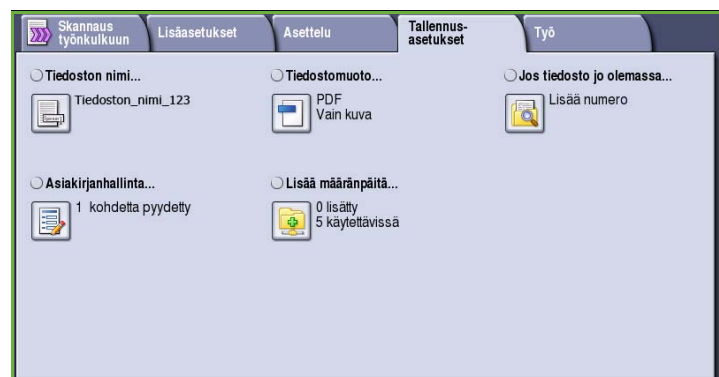 Skannaus
työnkulkuun
Lisäasetukset
Asettelu
Tallennus-
asetukset
Työ
Tiedoston nimi...
Tiedoston_nimi_123
Tiedostomuoto...
PDF
Vain kuva
Jos tiedosto jo olemassa...
Lisää numero
Asiakirjanhallinta...
1 kohdetta pyydetty
Lisää määränpäitä...
0 lisätty
5 käytettävissä